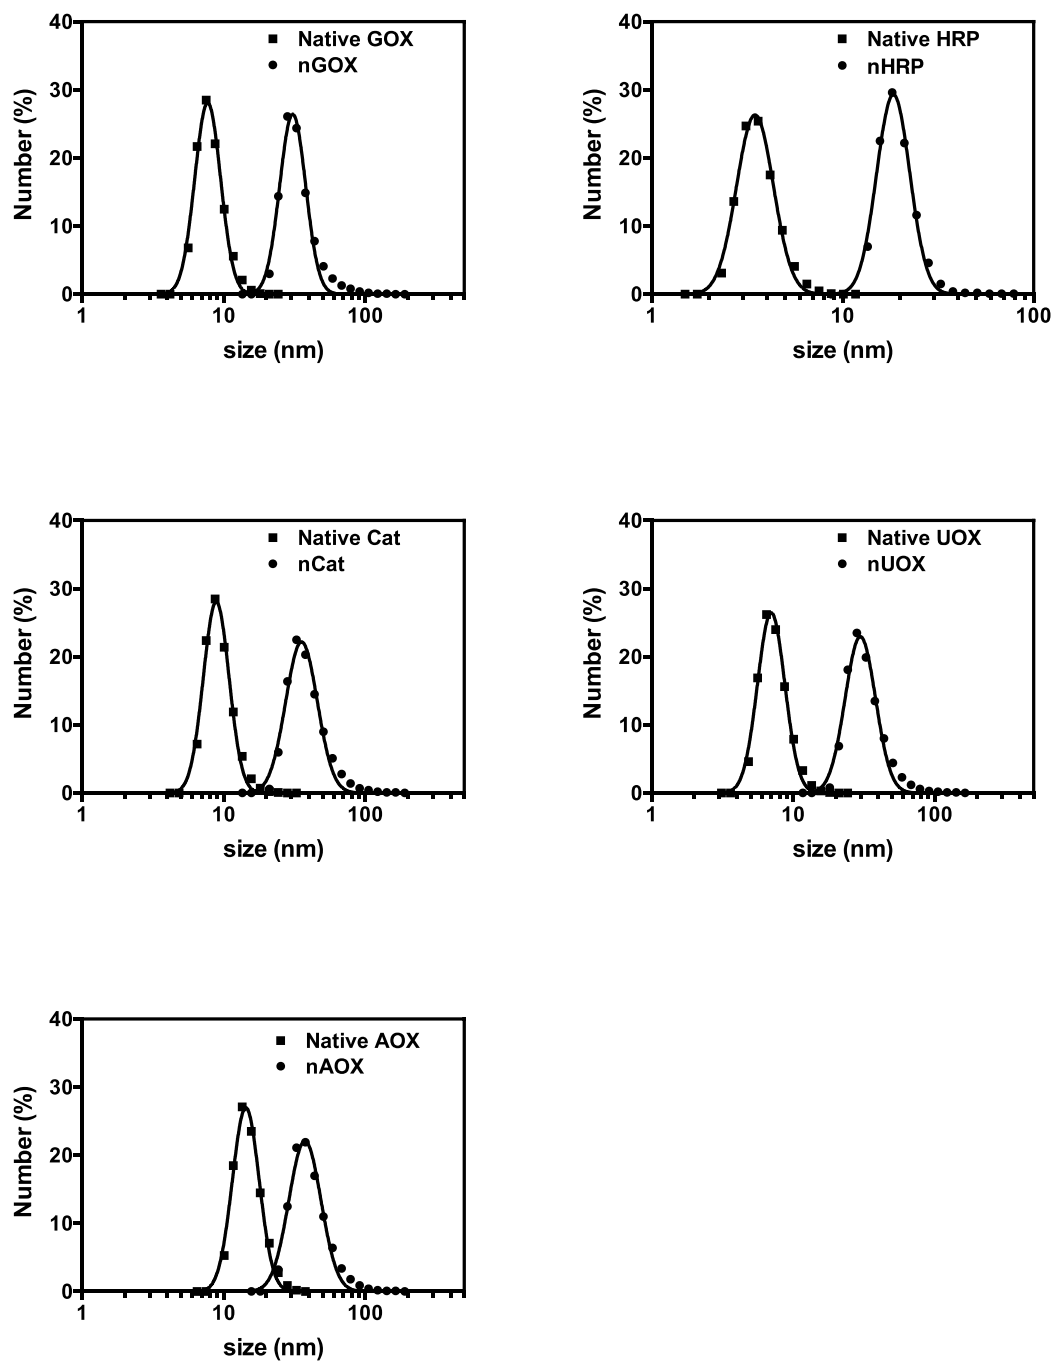 40
30
20
10
0
Number (%)
Native GOX
nGOX
1
10
100
size (nm)
40
30
20
10
0
Number (%)
Native HRP
nHRP
1
10
100
size (nm)
40
30
20
10
0
Number (%)
Native Cat
nCat
1
10
100
size (nm)
40
30
20
10
0
Number (%)
Native UOX
nUOX
1
10
100
size (nm)
40
30
20
10
0
Number (%)
Native AOX
nAOX
1
10
100
size (nm)